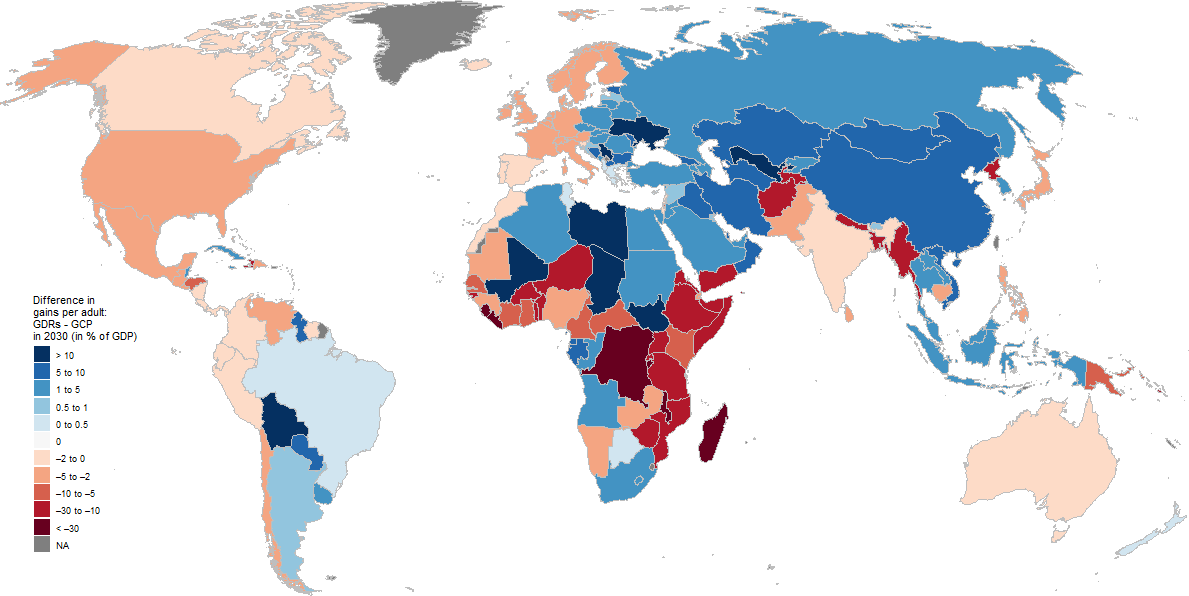 Difference in
gains per adult:
GDRs - GCP
in 2030 (in % of GDP)
> 10
5 to 10
1 to 5
0.5 to 1
0 to 0.5
0
–2 to 0
–5 to –2
–10 to –5
–30 to –10
< –30
NA